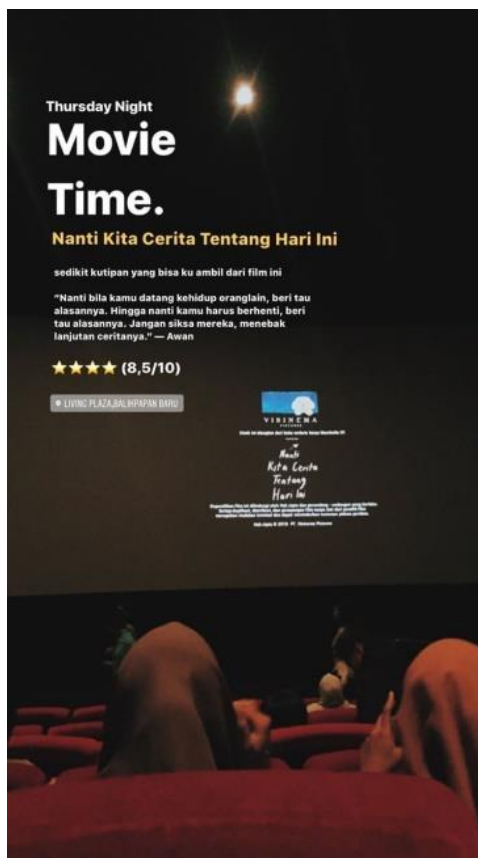 Thursday Night
Movie
Time.
Nanti Kita Cerita Tentang Hari Ini
sedikit kutipan yang bisa ku ambil dari film ini
“Nanti bila kamu datang kehidup oranglain, beri tau
alasannya. Hingga nanti kamu harus berhenti, beri
tau alasannya. Jangan siksa mereka, menebak
lanjutan ceritanya.” — Awan
(8,5/10)
LIVING PLAZA,BALIKPAPAN BARU
VISINEMA
PICTURES
Nanti
Kita Cerita
Tentang
Hari Ini